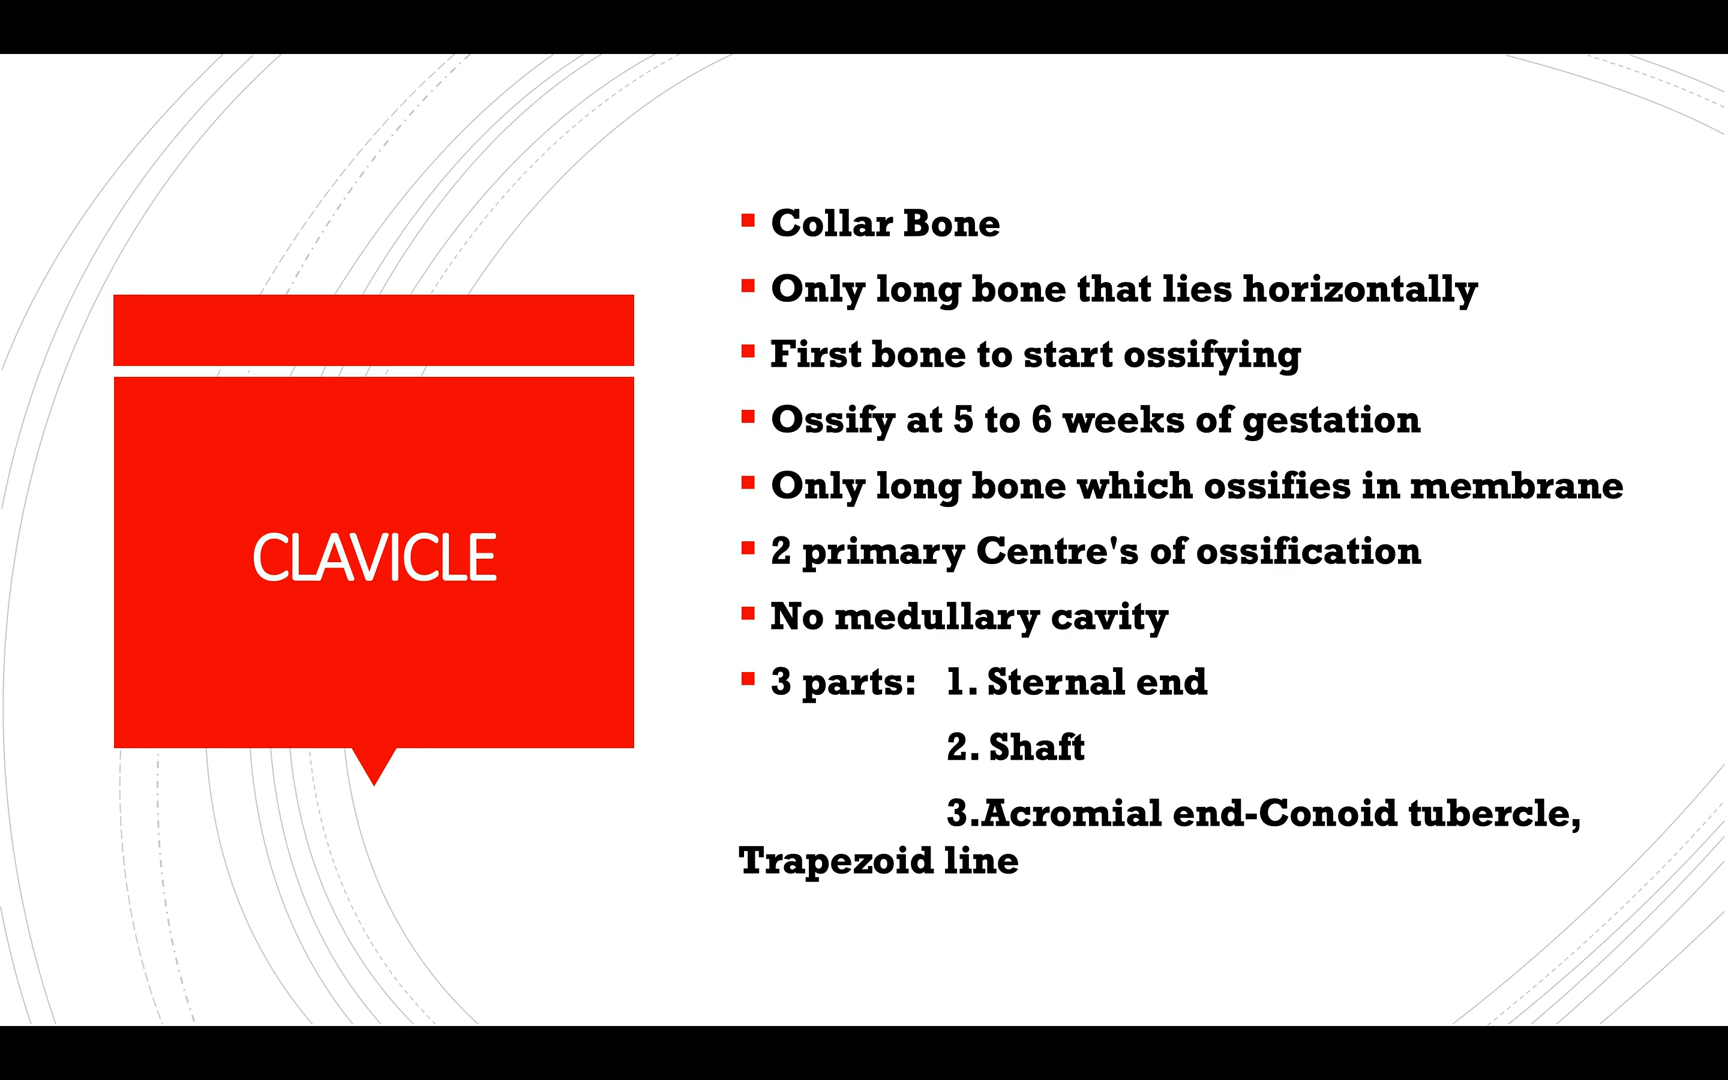 CLAVICLE
Collar Bone
Only long bone that lies horizontally
First bone to start ossifying
Ossify at 5 to 6 weeks of gestation
Only long bone which ossifies in membrane
2 primary Centre's of ossification
No medullary cavity
3 parts: 1. Sternal end
2. Shaft
3.Acromial end-Conoid tubercle,
Trapezoid line